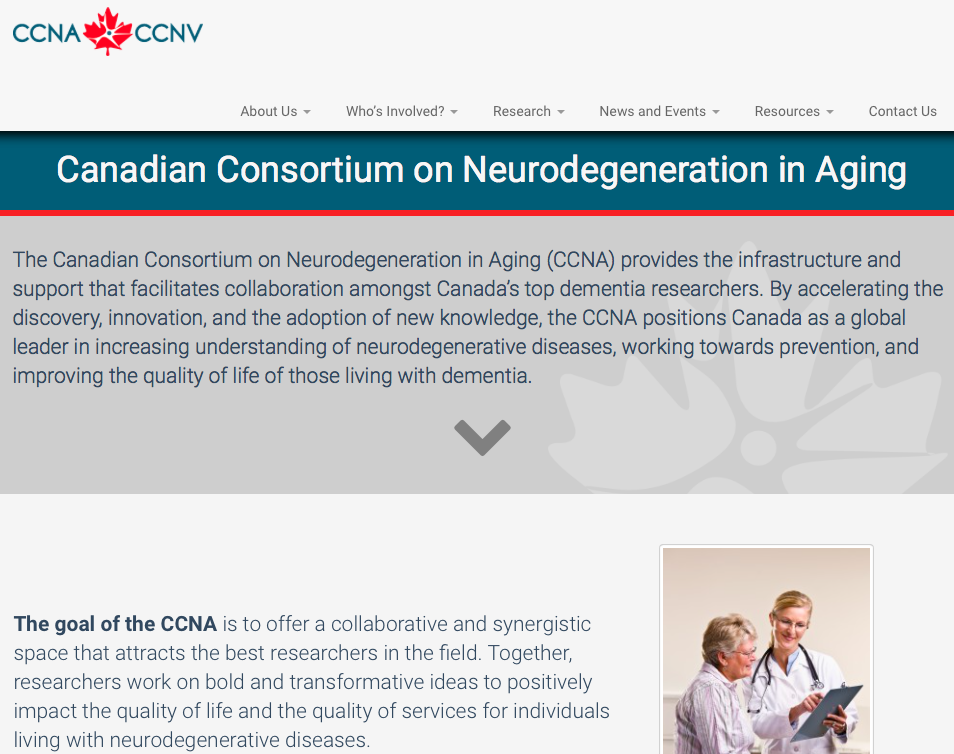 CCNA CCNV
About Us Who's Involved? Research News and Events Resources Contact Us
Canadian Consortium on Neurodegeneration in Aging
The Canadian Consortium on Neurodegeneration in Aging (CCNA) provides the infrastructure and
support that facilitates collaboration amongst Canada's top dementia researchers. By accelerating the
discovery, innovation, and the adoption of new knowledge, the CCNA positions Canada as a global
leader in increasing understanding of neurodegenerative diseases, working towards prevention, and
improving the quality of life of those living with dementia.
The goal of the CCNA is to offer a collaborative and synergistic
space that attracts the best researchers in the field. Together,
researchers work on bold and transformative ideas to positively
impact the quality of life and the quality of services for individuals
living with neurodegenerative diseases.